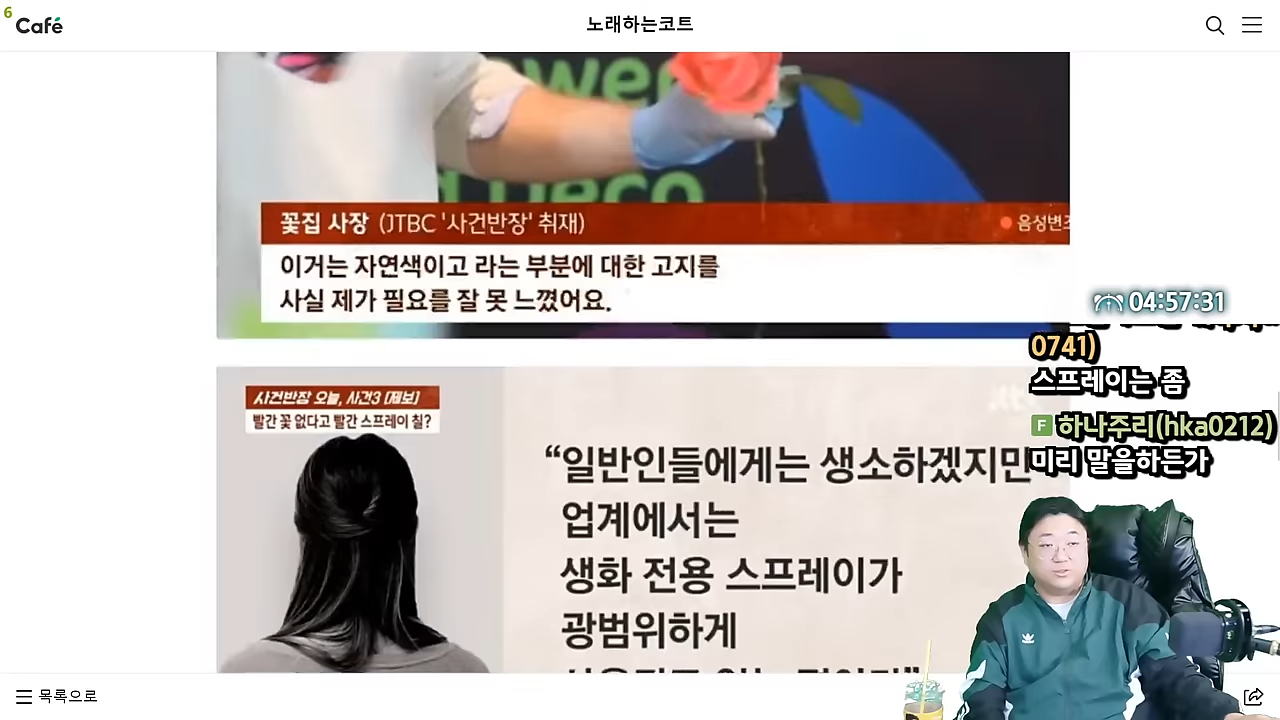 6
Café
노래하는코트
ower
d Deco
꽃집 사장 (JTBC '사건반장' 취재)
음성변조
이거는 자연색이고 라는 부분에 대한 고지를
사실 제가 필요를 잘 못 느꼈어요.
04:57:31
0741)
스프레이는 좀
F 하나주리(hka0212)
미리 말을하든가
사건반장 오늘, 사건3 [제보]
빨간 꽃 없다고 빨간 스프레이 칠?
“일반인들에게는 생소하겠지만
업계에서는
생화 전용 스프레이가
광범위하게
목록으로